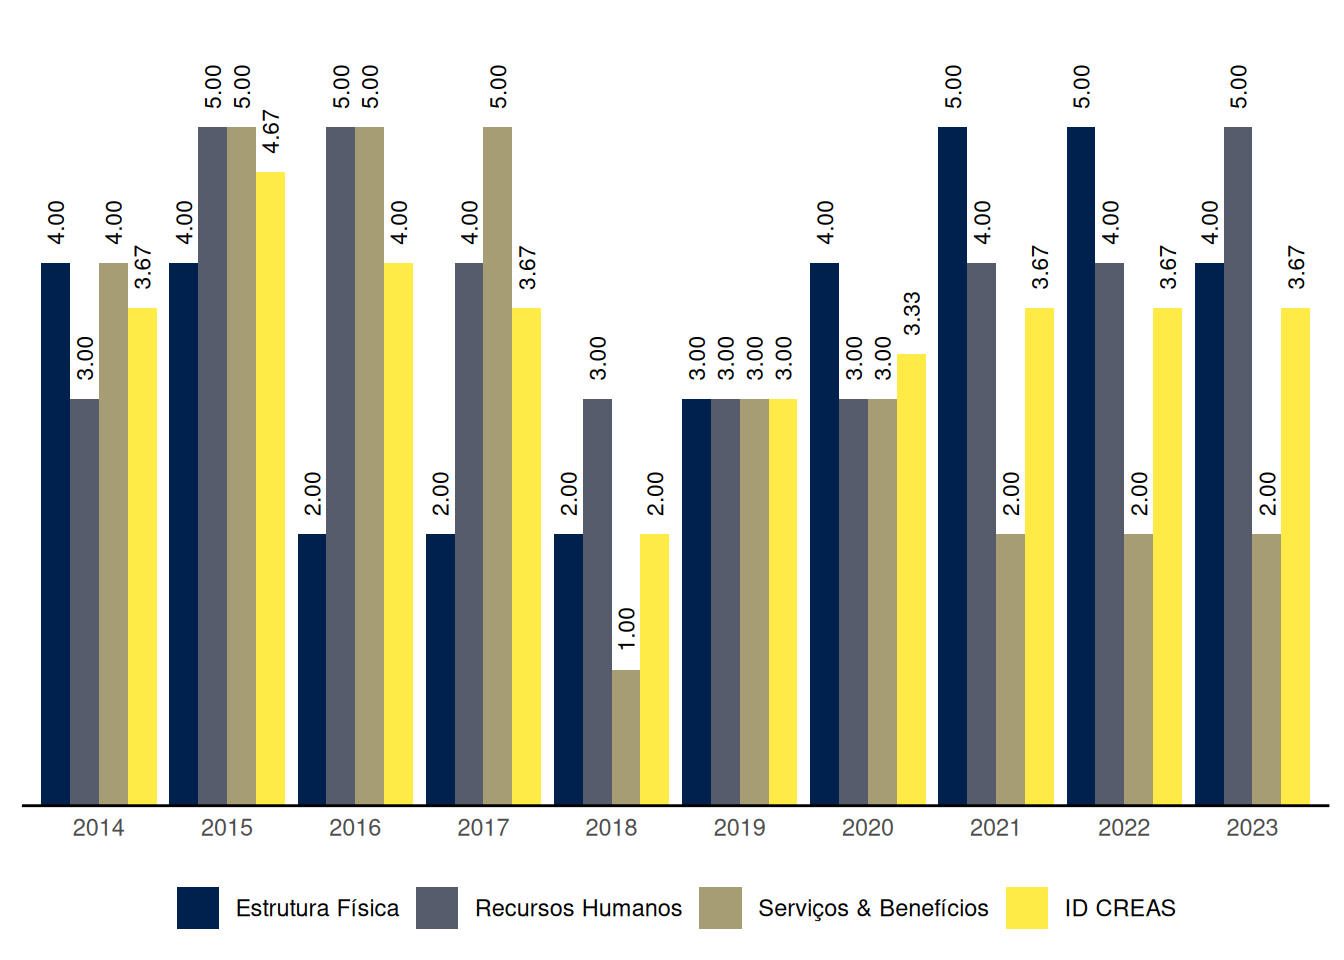 4.00 3.00 4.00 3.67
4.00 5.00 5.00 4.67
2.00 5.00 5.00 4.00
2.00 4.00 5.00 3.67
2.00 3.00 1.00 2.00
3.00 3.00 3.00 3.00
4.00 3.00 3.00 3.33
5.00 4.00 2.00 3.67
5.00 4.00 2.00 3.67
4.00 5.00 2.00 3.67
2014 2015 2016 2017 2018 2019 2020 2021 2022 2023
Estrutura Física Recursos Humanos Serviços & Benefícios ID CREAS